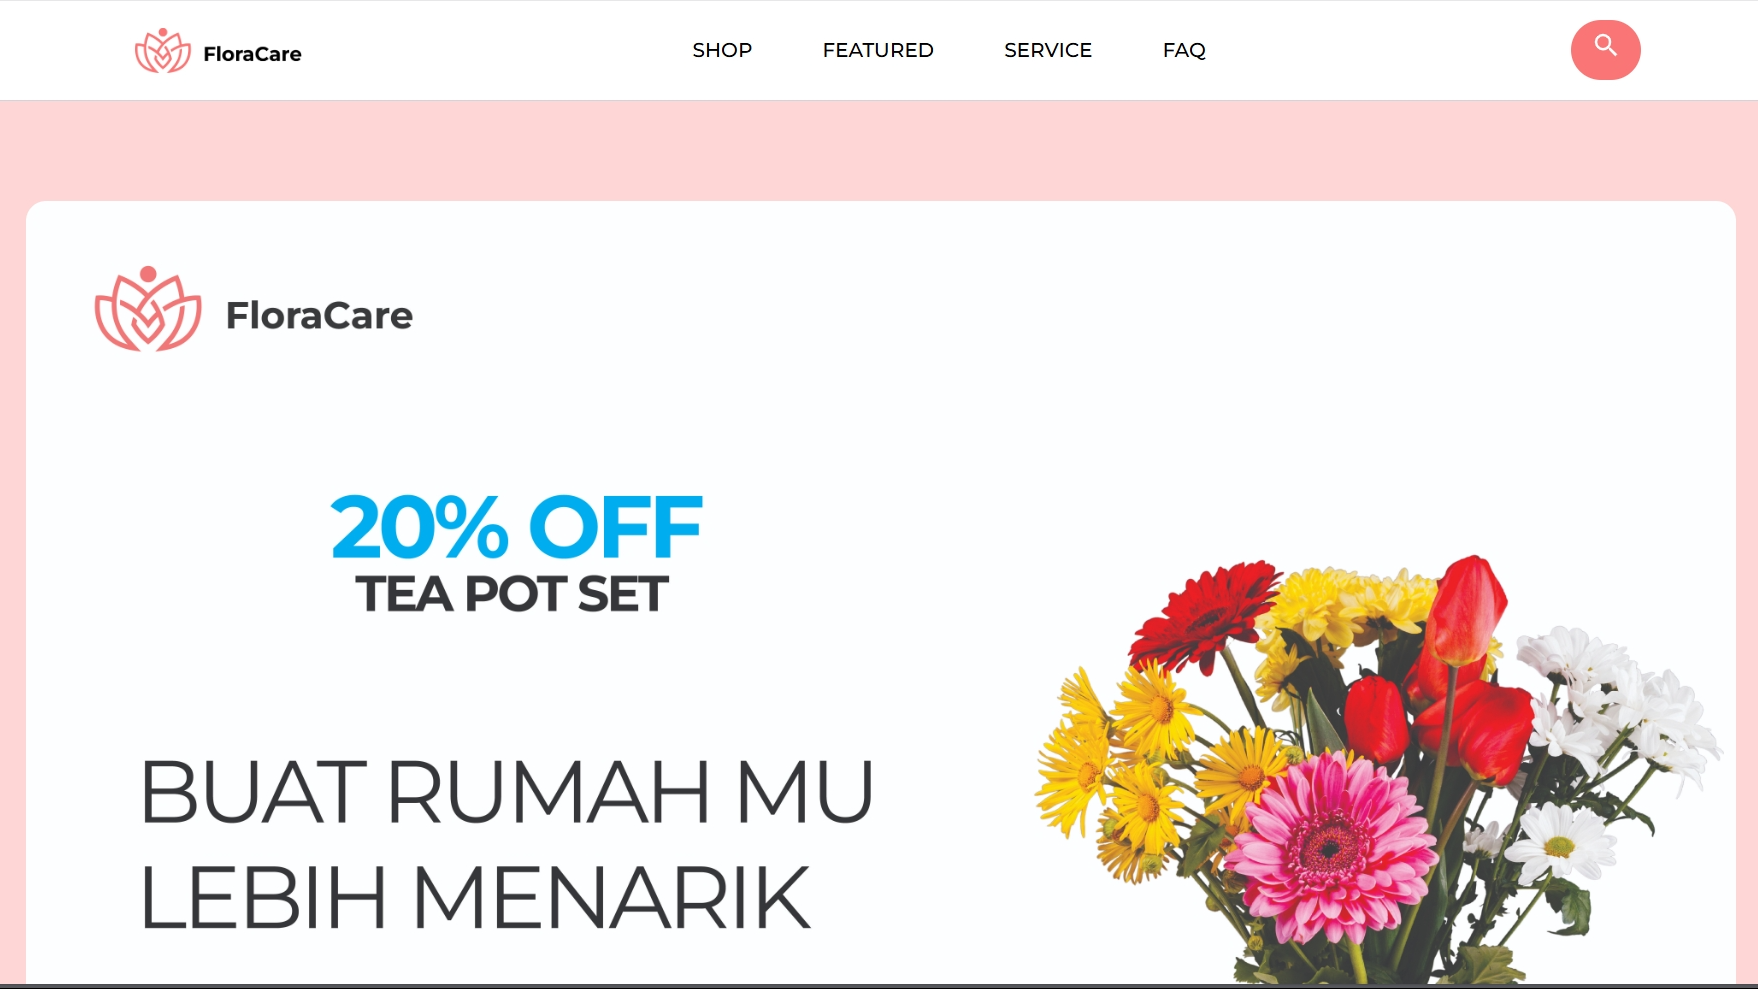 FloraCare
SHOP
FEATURED
SERVICE
FAQ
FloraCare
20% OFF
TEA POT SET
BUAT RUMAH MU
LEBIH MENARIK